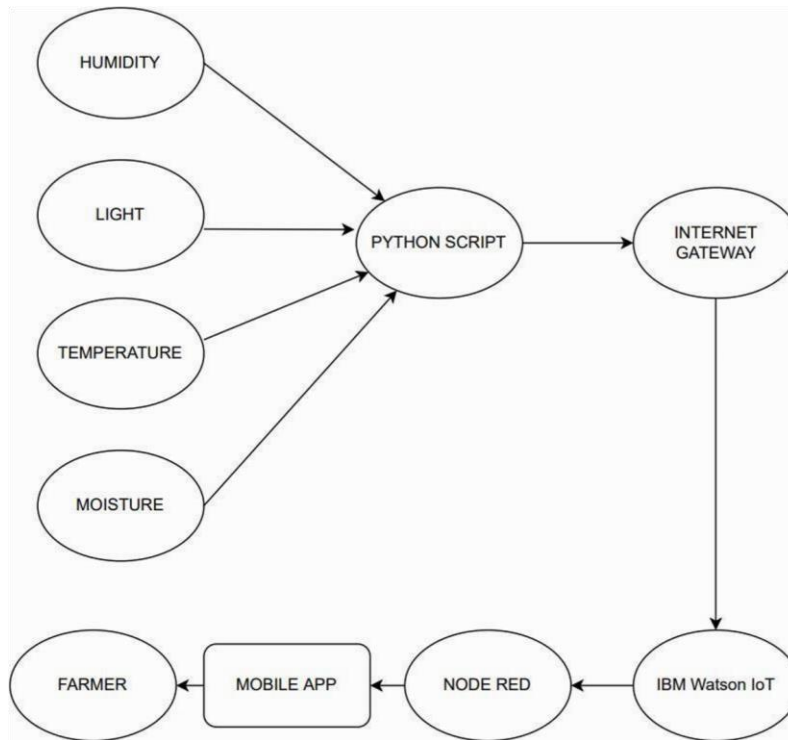 HUMIDITY
LIGHT
TEMPERATURE
MOISTURE
PYTHON SCRIPT
INTERNET
GATEWAY
IBM Watson IoT
NODE RED
MOBILE APP
FARMER